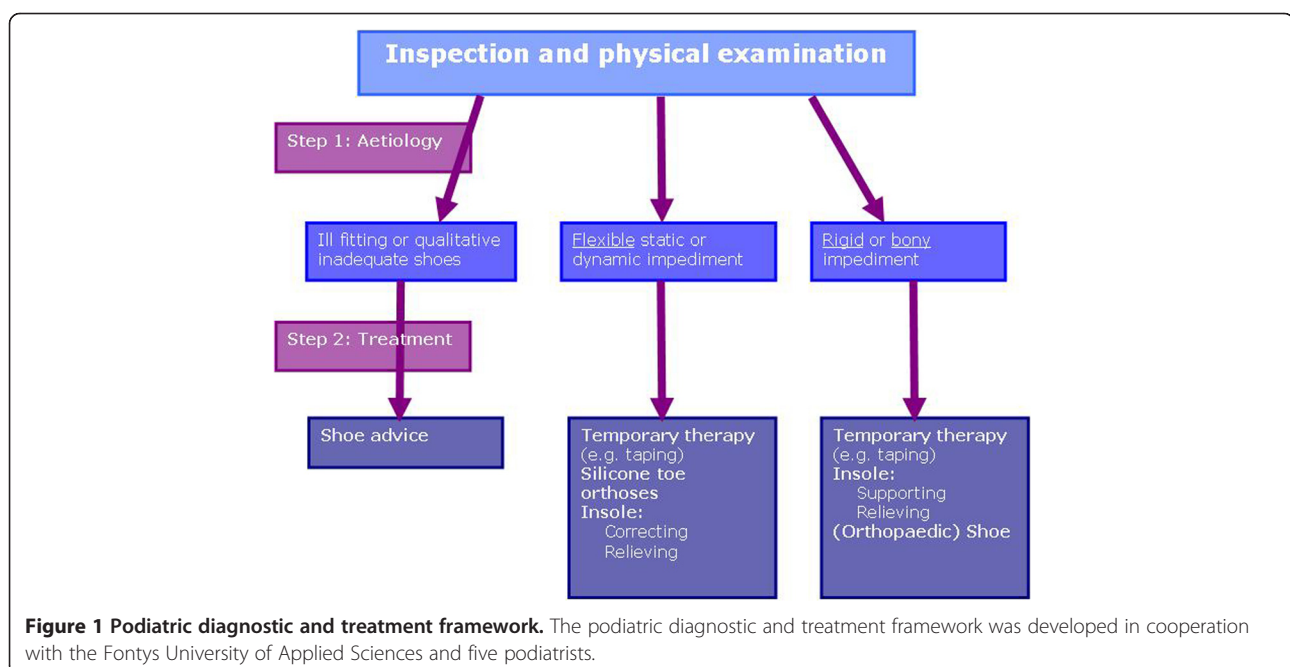 Inspection and physical examination
Step 1: Aetiology
Ill fitting or qualitative
inadequate shoes
Flexible static or
dynamic impediment
Rigid or bony
impediment
Step 2: Treatment
Shoe advice
Temporary therapy
(e.g. taping)
Silicone toe
orthoses
Insole:
Correcting
Relieving
Temporary therapy
(e.g. taping)
Insole:
Supporting
Relieving
(Orthopaedic) Shoe
Figure 1 Podiatric diagnostic and treatment framework. The podiatric diagnostic and treatment framework was developed in cooperation
with the Fontys University of Applied Sciences and five podiatrists.